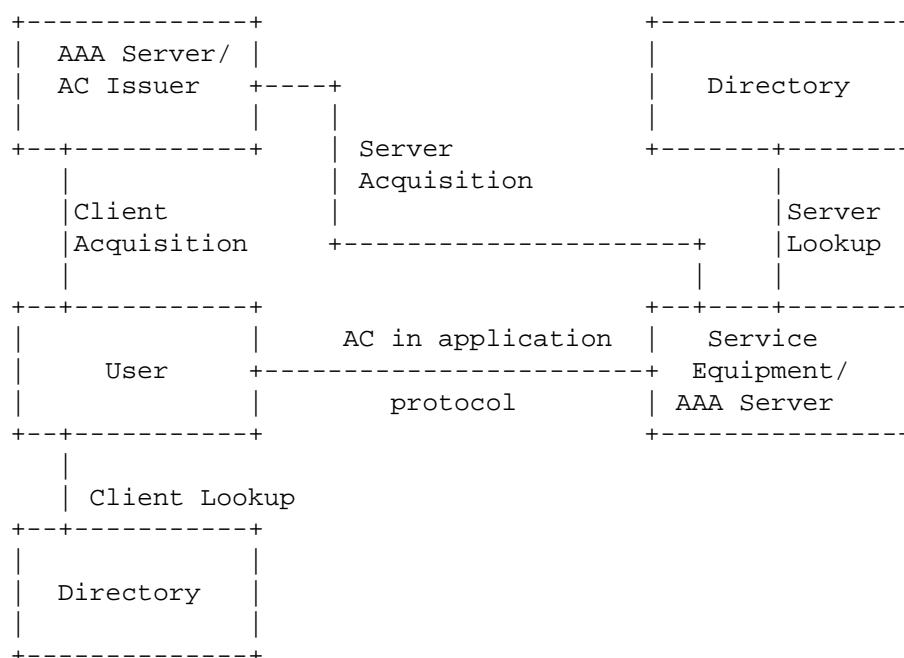 AAA Server/
AC Issuer
Directory
Server
Acquisition
Client
Acquisition
Server
Lookup
User
AC in application
protocol
Service
Equipment/
AAA Server
Client Lookup
Directory